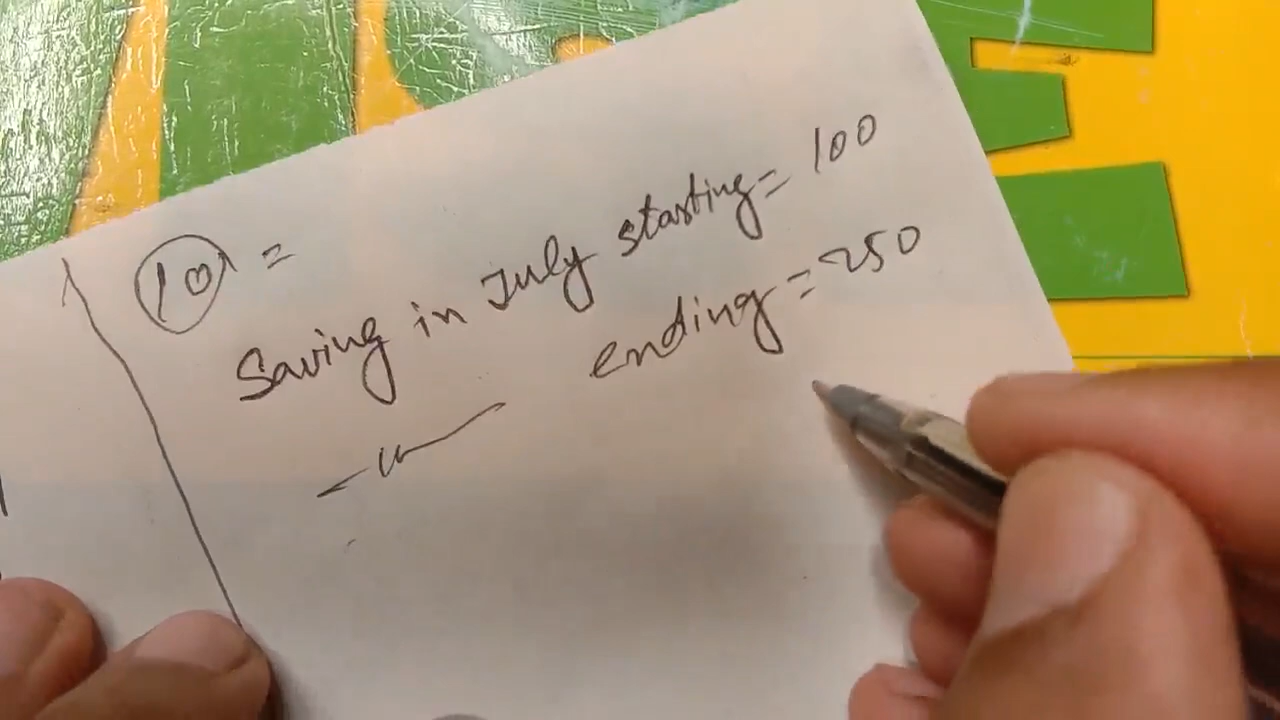 10 =
Saving in July starting = 100
ending = 250
— u —